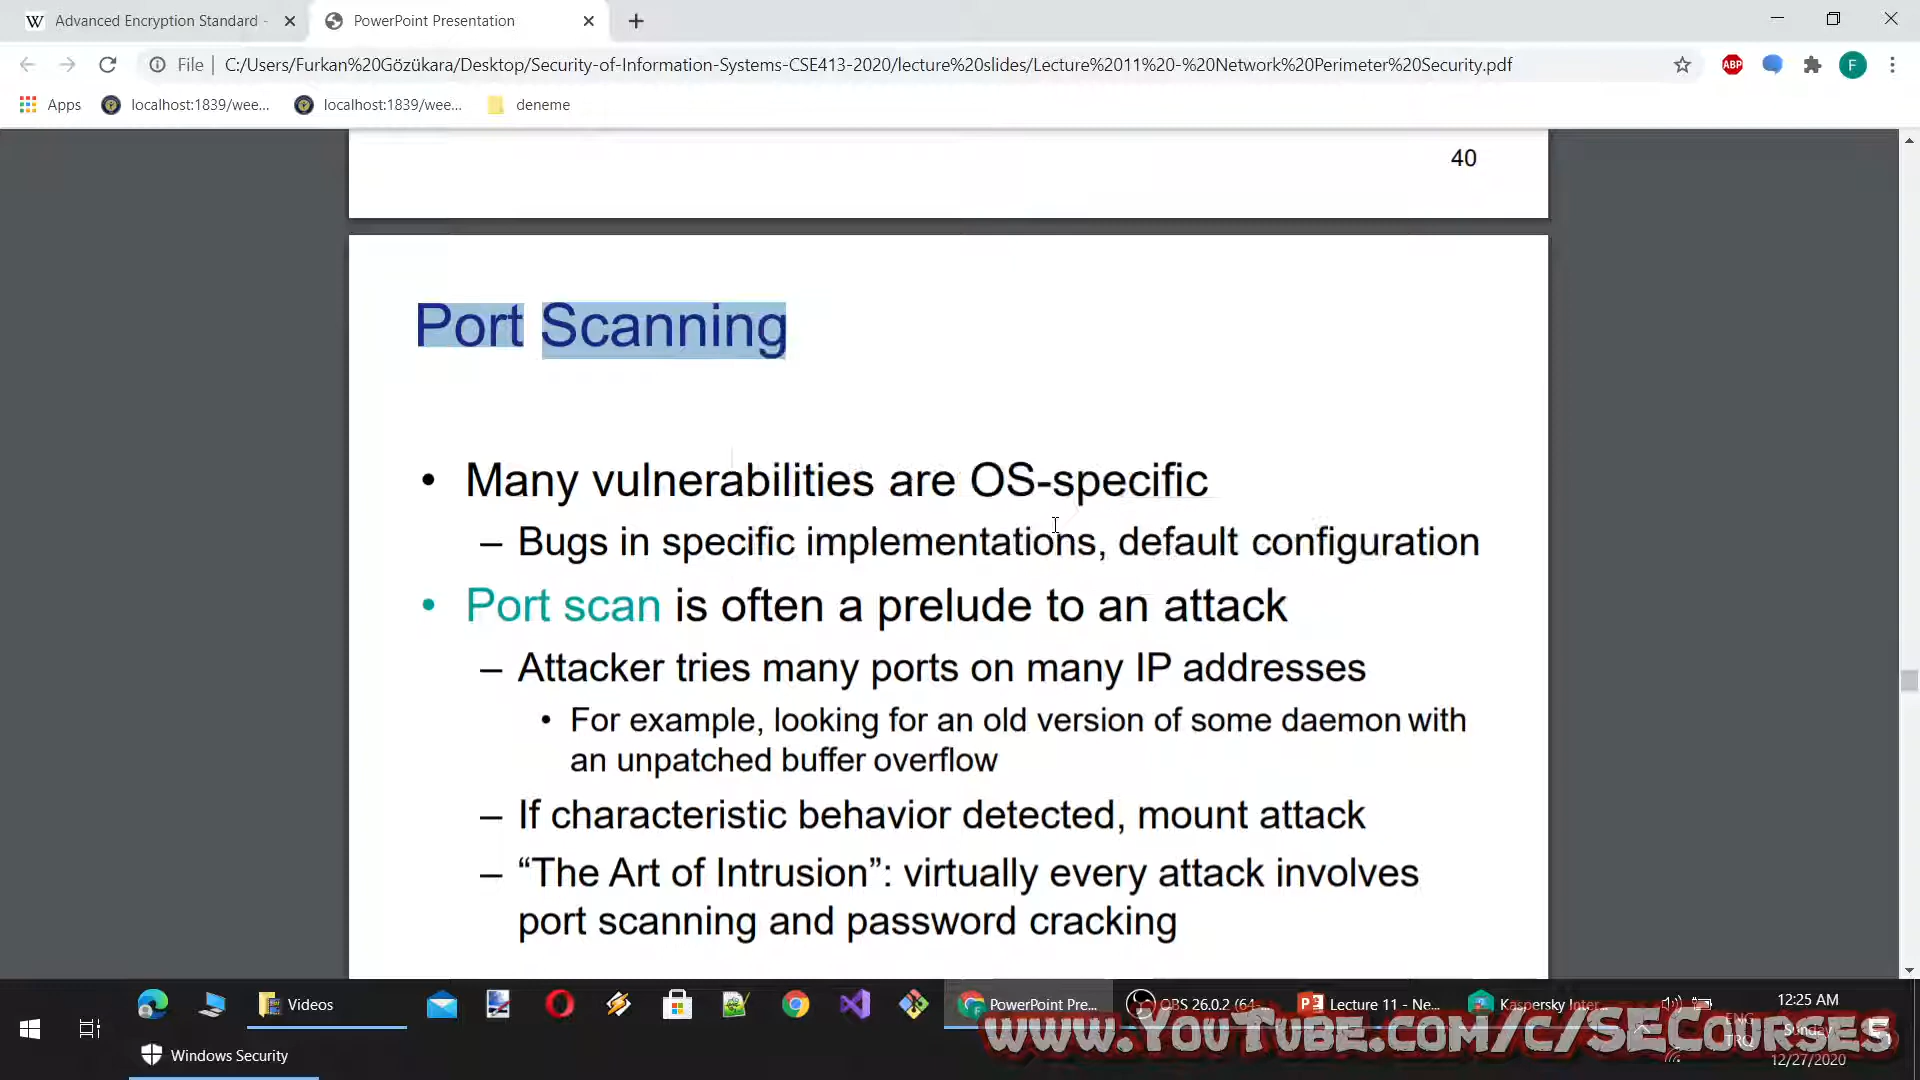 Advanced Encryption Standard -
PowerPoint Presentation
File
C:/Users/Furkan%20Gözükara/Desktop/Security-of-Information-Systems-CSE413-2020/lecture%20slides/Lecture%2011%20-%20Network%20Perimeter%20Security.pdf
ABP
F
Apps
localhost:1839/wee...
localhost:1839/wee...
deneme
40
Port Scanning
• Many vulnerabilities are OS-specific
– Bugs in specific implementations, default configuration
• Port scan is often a prelude to an attack
– Attacker tries many ports on many IP addresses
• For example, looking for an old version of some daemon with
an unpatched buffer overflow
– If characteristic behavior detected, mount attack
– “The Art of Intrusion”: virtually every attack involves
port scanning and password cracking
Videos
PowerPoint Pre...
OBS 26.0.2 (64-...
Lecture 11 - Ne...
Kaspersky Inter...
12:25 AM
ENG
Sunday
TRQ
12/27/2020
Windows Security
www.YouTube.com/c/SECourses